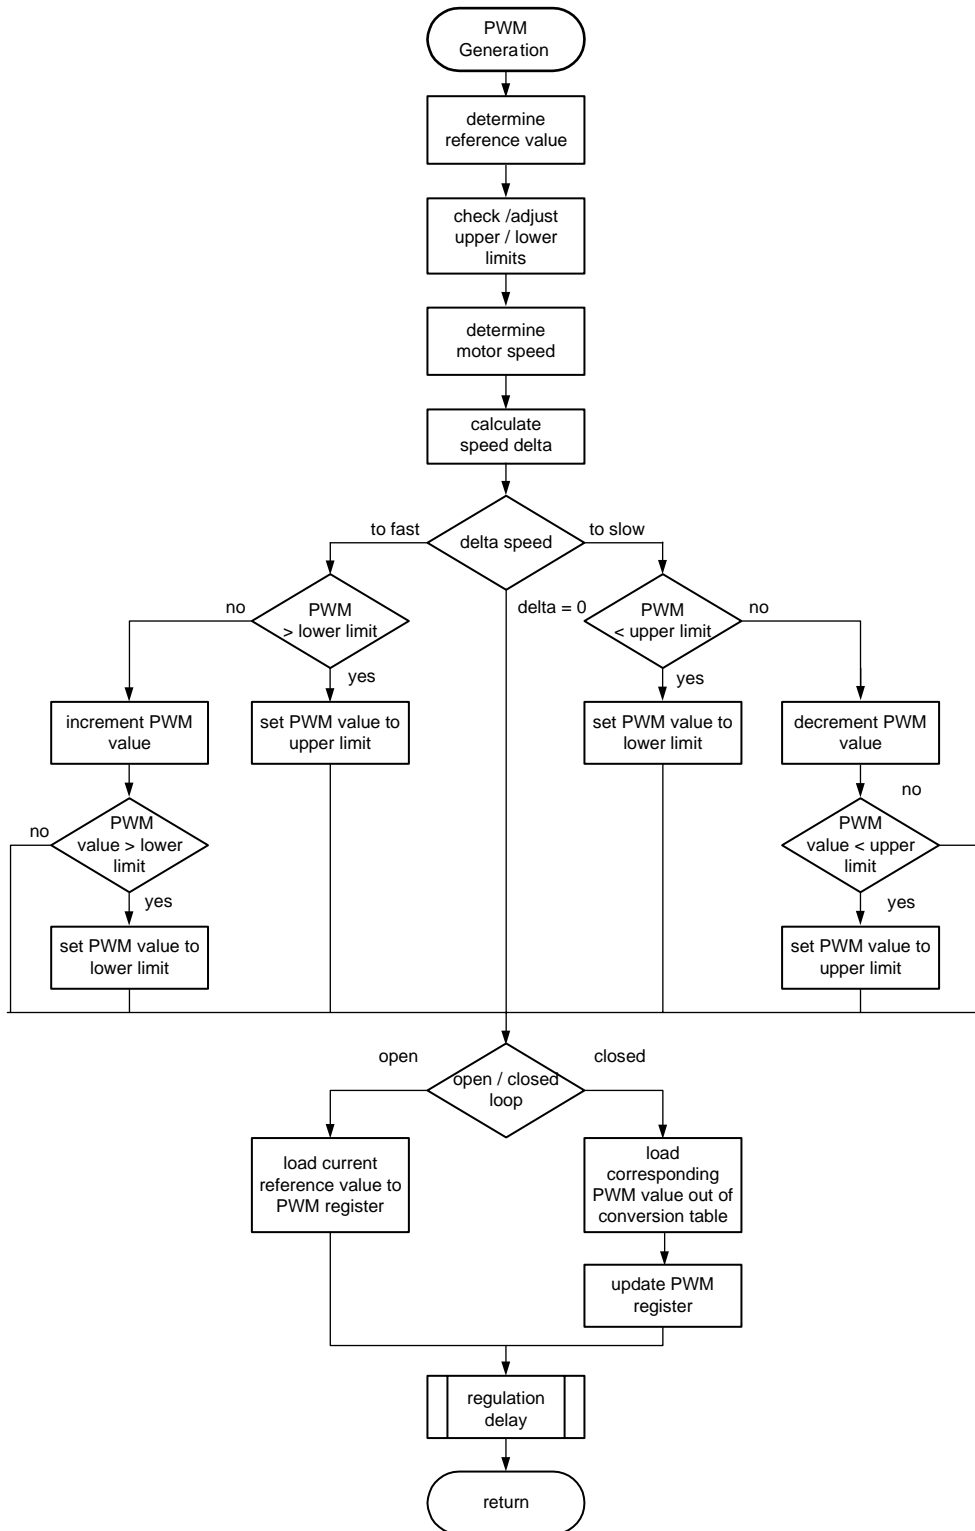 PWM
Generation
determine
reference value
check /adjust
upper / lower
limits
determine
motor speed
calculate
speed delta
to fast
delta speed
to slow
no
PWM
> lower limit
delta = 0
PWM
< upper limit
no
yes
yes
increment PWM
value
set PWM value to
upper limit
set PWM value to
lower limit
decrement PWM
value
no
PWM
value > lower
limit
no
PWM
value < upper
limit
yes
yes
set PWM value to
lower limit
set PWM value to
upper limit
open
closed
open / closed
loop
load current
reference value to
PWM register
load
corresponding
PWM value out of
conversion table
update PWM
register
regulation
delay
return